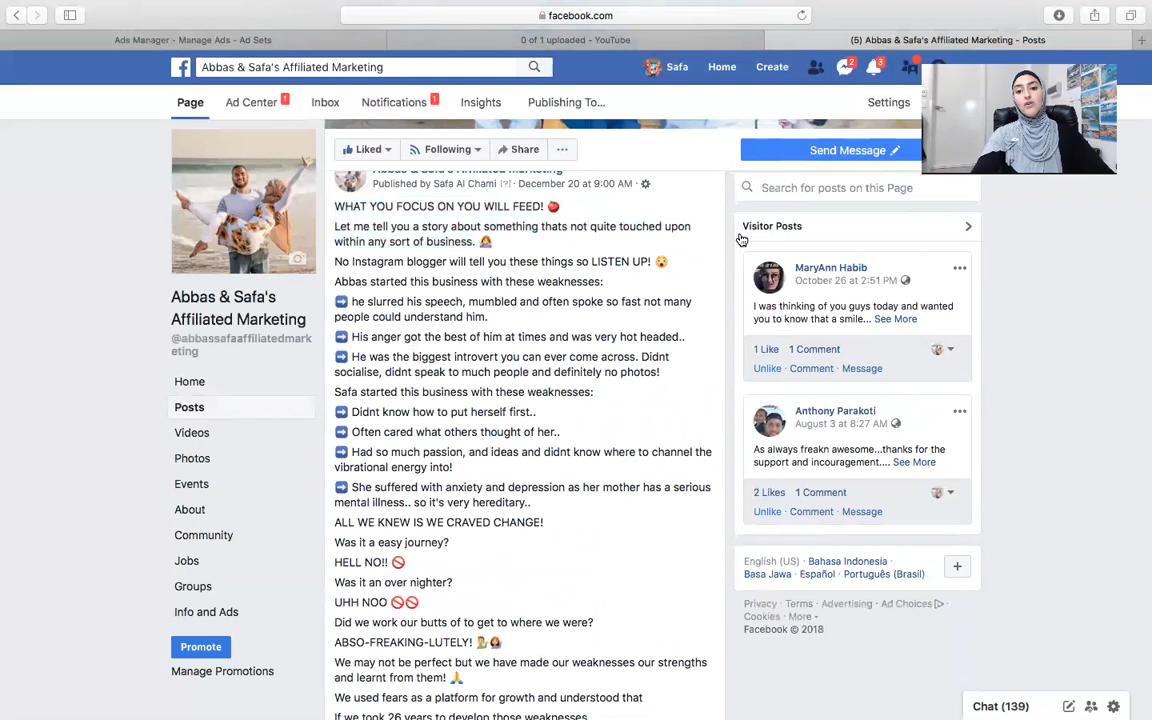 facebook.com
Ads Manager - Manage Ads - Ad Sets
0 of 1 uploaded - YouTube
(5) Abbas & Safa's Affiliated Marketing - Posts
Abbas & Safa's Affiliated Marketing
Safa
Home
Create
2
3
Page
Ad Center 1
Inbox
Notifications 1
Insights
Publishing To...
Settings
Liked
Following
Share
Send Message
Published by Safa Al Chami [?] · December 20 at 9:00 AM ·
WHAT YOU FOCUS ON YOU WILL FEED!
Let me tell you a story about something thats not quite touched upon
within any sort of business.
No Instagram blogger will tell you these things so LISTEN UP!
Abbas started this business with these weaknesses:
he slurred his speech, mumbled and often spoke so fast not many
people could understand him.
His anger got the best of him at times and was very hot headed..
He was the biggest introvert you can ever come across. Didnt
socialise, didnt speak to much people and definitely no photos!
Safa started this business with these weaknesses:
Didnt know how to put herself first..
Often cared what others thought of her..
Had so much passion, and ideas and didnt know where to channel the
vibrational energy into!
She suffered with anxiety and depression as her mother has a serious
mental illness.. so it's very hereditary..
ALL WE KNEW IS WE CRAVED CHANGE!
Was it a easy journey?
HELL NO!!
Was it an over nighter?
UHH NOO
Did we work our butts of to get to where we were?
ABSO-FREAKING-LUTELY!
We may not be perfect but we have made our weaknesses our strengths
and learnt from them!
We used fears as a platform for growth and understood that
If we took 26 years to develop those weaknesses
Abbas & Safa's
Affiliated Marketing
@abbassafaaffiliatedmark
eting
Home
Posts
Videos
Photos
Events
About
Community
Jobs
Groups
Info and Ads
Promote
Manage Promotions
Search for posts on this Page
Visitor Posts
MaryAnn Habib
October 26 at 2:51 PM
I was thinking of you guys today and wanted
you to know that a smile... See More
1 Like 1 Comment
Unlike · Comment · Message
Anthony Parakoti
August 3 at 8:27 AM
As always freakn awesome...thanks for the
support and incouragement.... See More
2 Likes 1 Comment
Unlike · Comment · Message
English (US) · Bahasa Indonesia ·
Basa Jawa · Español · Português (Brasil)
Privacy · Terms · Advertising · Ad Choices ·
Cookies · More
Facebook © 2018
Chat (139)